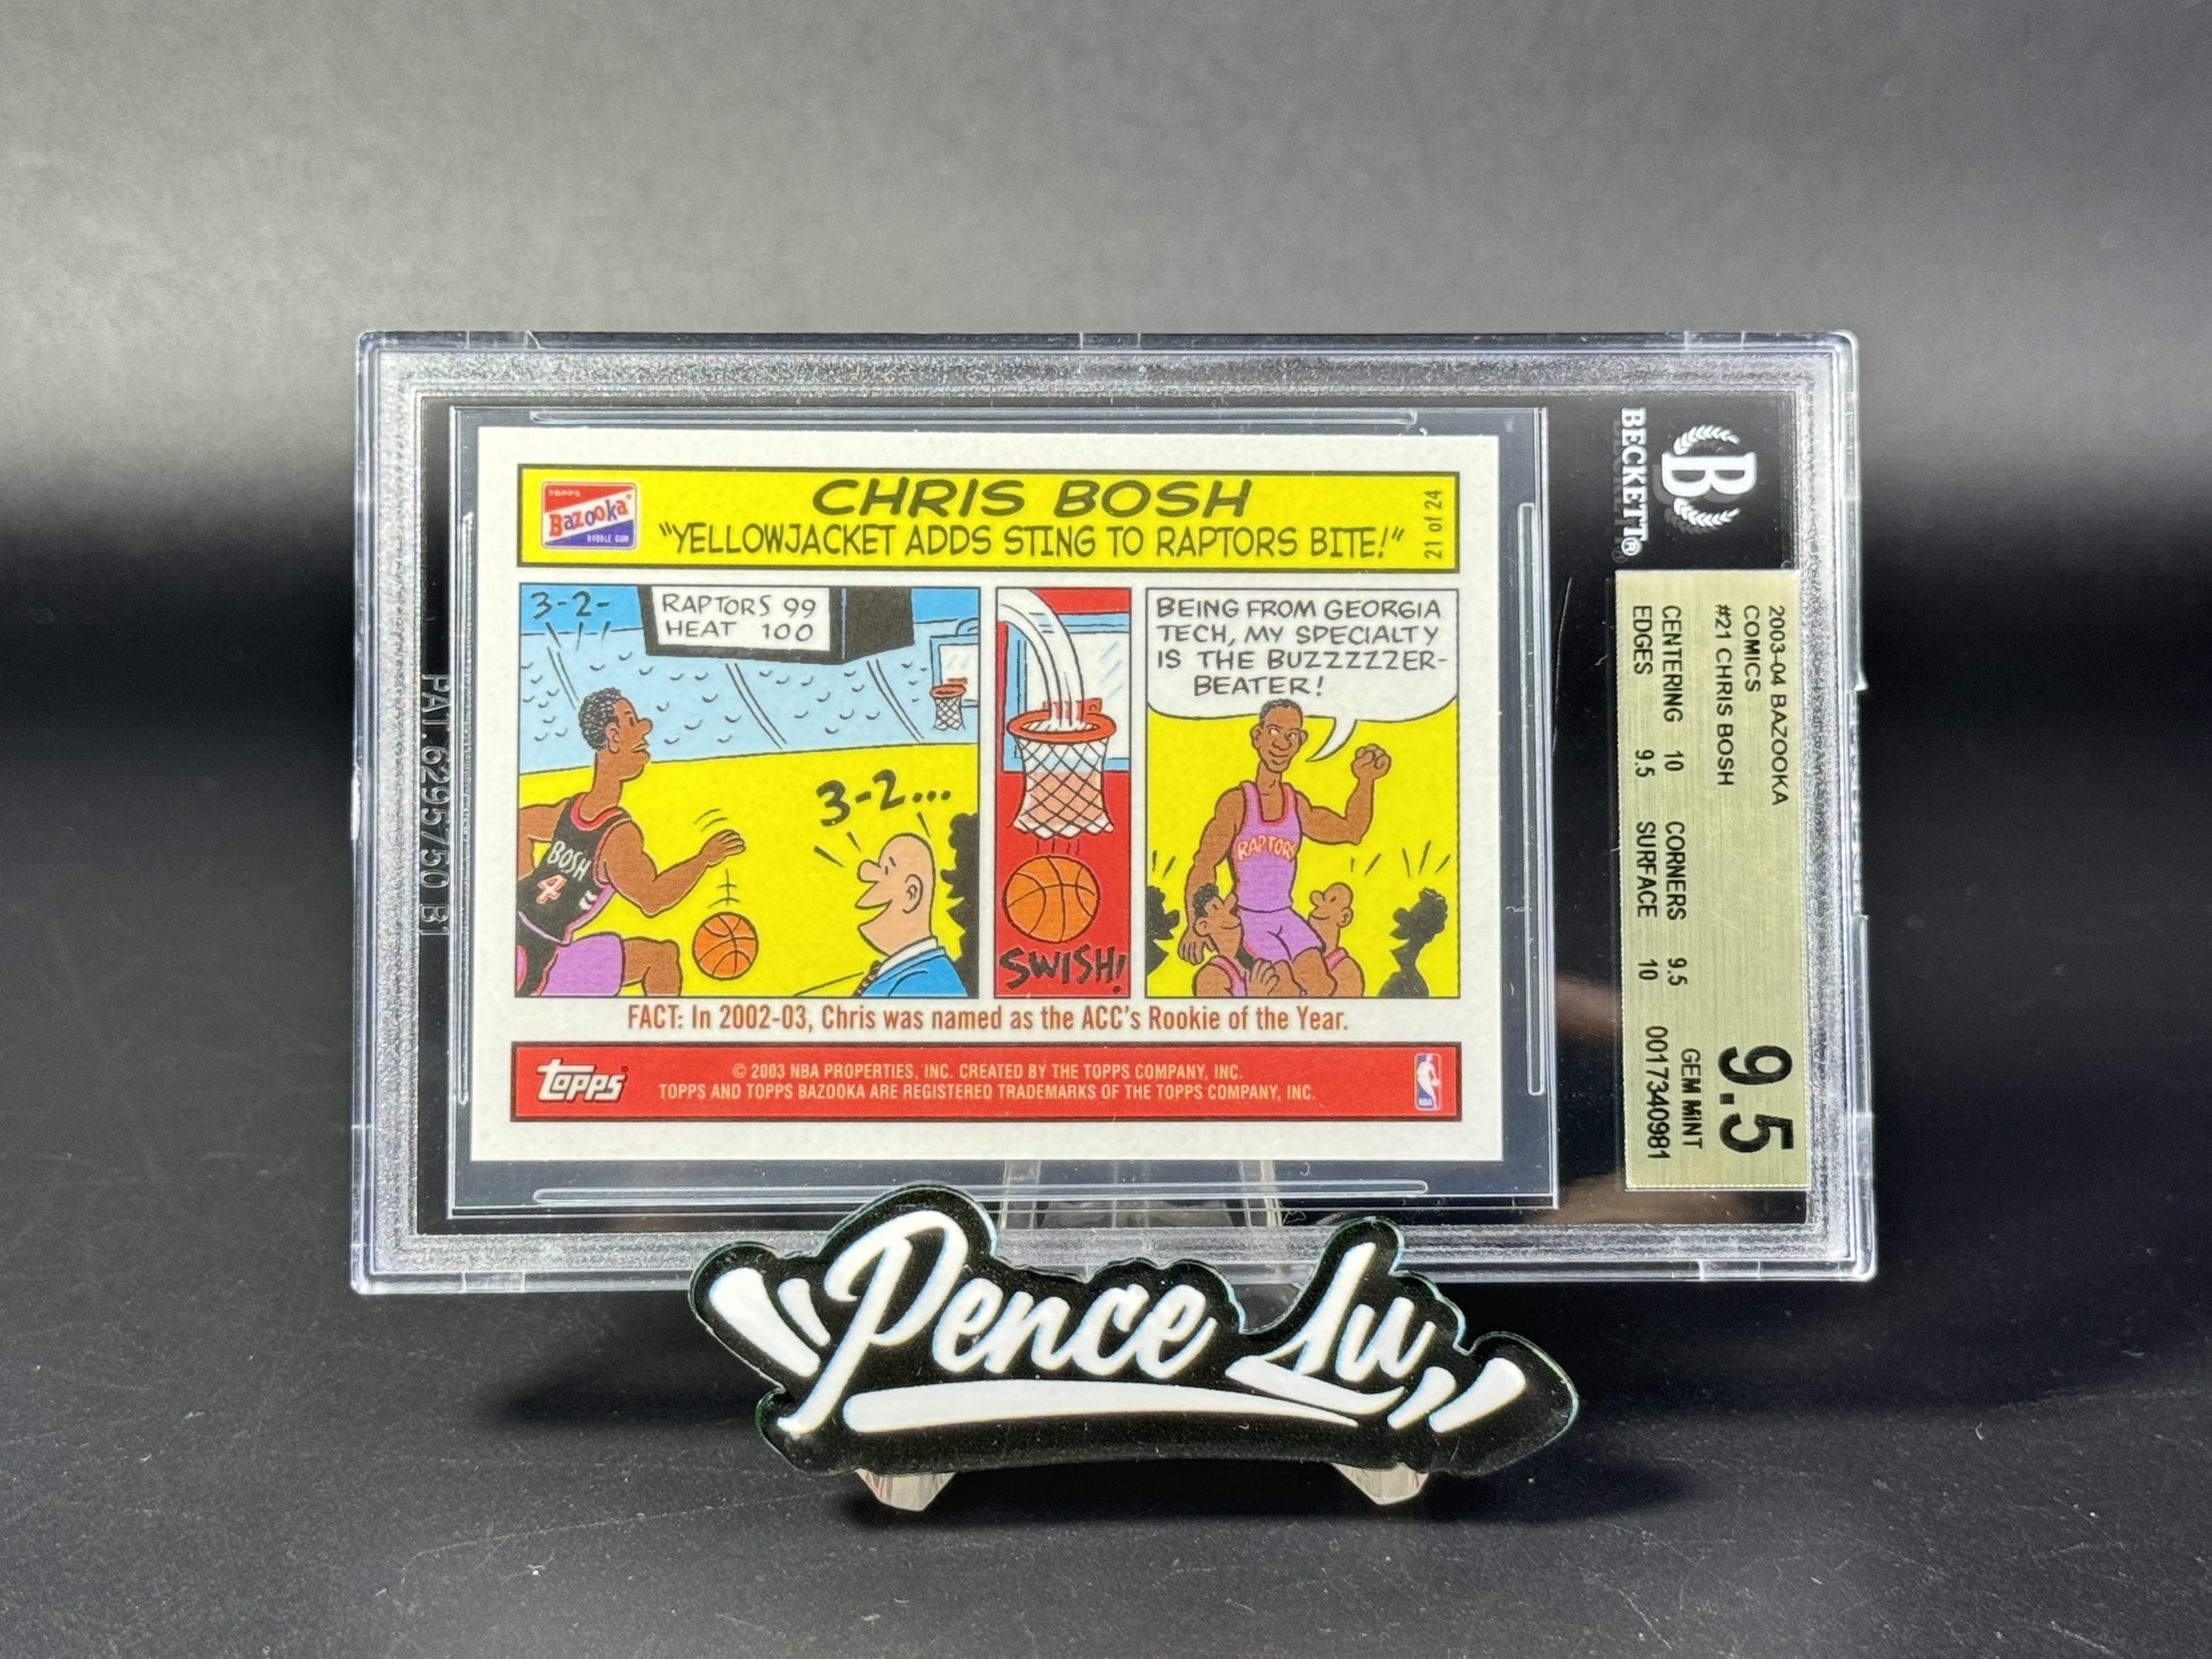 TOPPS
Bazooka
BUBBLE GUM
CHRIS BOSH
"YELLOWJACKET ADDS STING TO RAPTORS BITE!"
21 of 24
3-2-
RAPTORS 99
HEAT 100
BOSH
4
3-2...
SWISH!
BEING FROM GEORGIA
TECH, MY SPECIALTY
IS THE BUZZZZZER-
BEATER!
RAPTORS
FACT: In 2002-03, Chris was named as the ACC's Rookie of the Year.
topps
© 2003 NBA PROPERTIES, INC. CREATED BY THE TOPPS COMPANY, INC.
TOPPS AND TOPPS BAZOOKA ARE REGISTERED TRADEMARKS OF THE TOPPS COMPANY, INC.
NBA
PAT. 6295750 B1
B
BECKETT®
2003-04 BAZOOKA
COMICS
#21 CHRIS BOSH
CENTERING 10 CORNERS 9.5
EDGES 9.5 SURFACE 10
9.5
GEM MINT
0017340981
"Pence Lu"